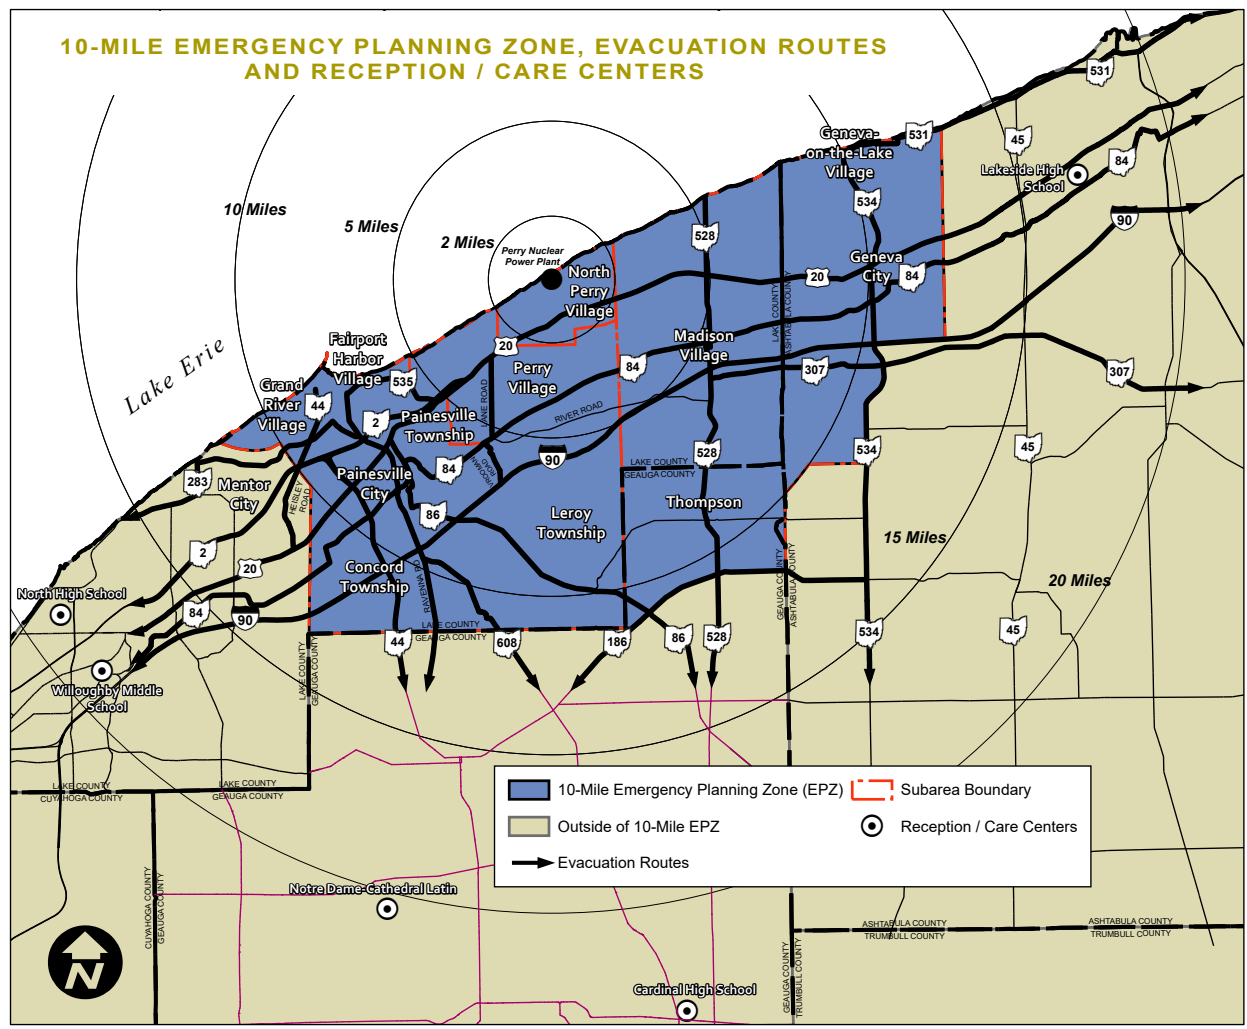 10-MILE EMERGENCY PLANNING ZONE, EVACUATION ROUTES
AND RECEPTION / CARE CENTERS
531
Geneva-
on-the-Lake
Village
531
45
84
Lakeside High
School
534
90
10 Miles
5 Miles
2 Miles
Perry Nuclear
Power Plant
528
North
Perry
Village
Geneva
City
20
84
LAKE COUNTY
ASHTABULA COUNTY
Lake Erie
Fairport
Harbor
Village
20
Madison
Village
Grand
River
Village
44
535
Perry
Village
84
307
307
2
Painesville
Township
LANE ROAD
RIVER ROAD
283
Mentor
City
HEISLEY
ROAD
Painesville
City
84
VROOMAN
ROAD
90
LAKE COUNTY
GEAUGA COUNTY
528
534
45
86
Leroy
Township
Thompson
15 Miles
2
20
Concord
Township
RAVENNA RD
GEAUGA COUNTY
ASHTABULA COUNTY
20 Miles
North High School
84
90
LAKE COUNTY
GEAUGA COUNTY
44
608
186
86
528
534
45
LAKE COUNTY
GEAUGA COUNTY
Willoughby Middle
School
LAKE COUNTY
CUYAHOGA COUNTY
LAKE COUNTY
GEAUGA COUNTY
10-Mile Emergency Planning Zone (EPZ)
Subarea Boundary
Outside of 10-Mile EPZ
Reception / Care Centers
Evacuation Routes
CUYAHOGA COUNTY
GEAUGA COUNTY
Notre Dame-Cathedral Latin
ASHTABULA COUNTY
TRUMBULL COUNTY
ASHTABULA COUNTY
TRUMBULL COUNTY
GEAUGA COUNTY
TRUMBULL COUNTY
N
Cardinal High School